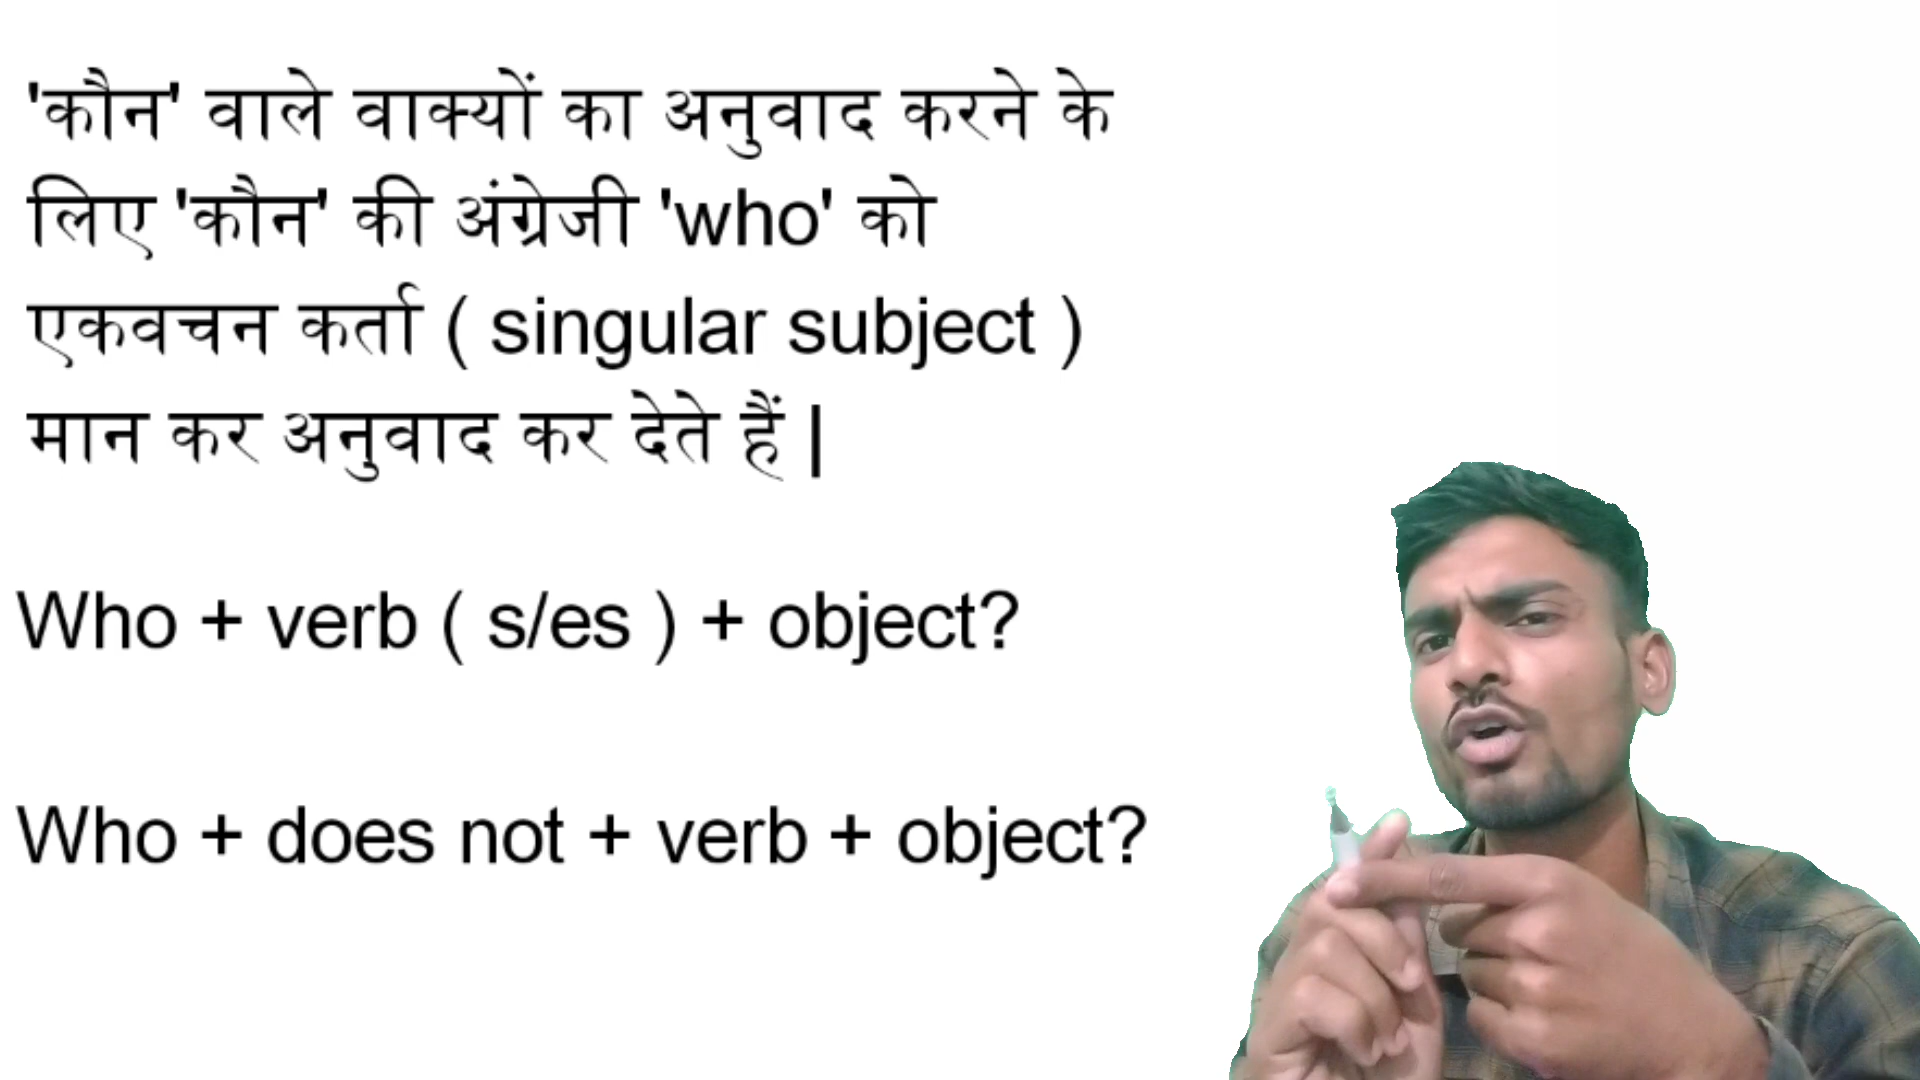 'कौन' वाले वाक्यों का अनुवाद करने के
लिए 'कौन' की अंग्रेजी 'who' को
एकवचन कर्ता ( singular subject )
मान कर अनुवाद कर देते हैं |
Who + verb ( s/es ) + object?
Who + does not + verb + object?